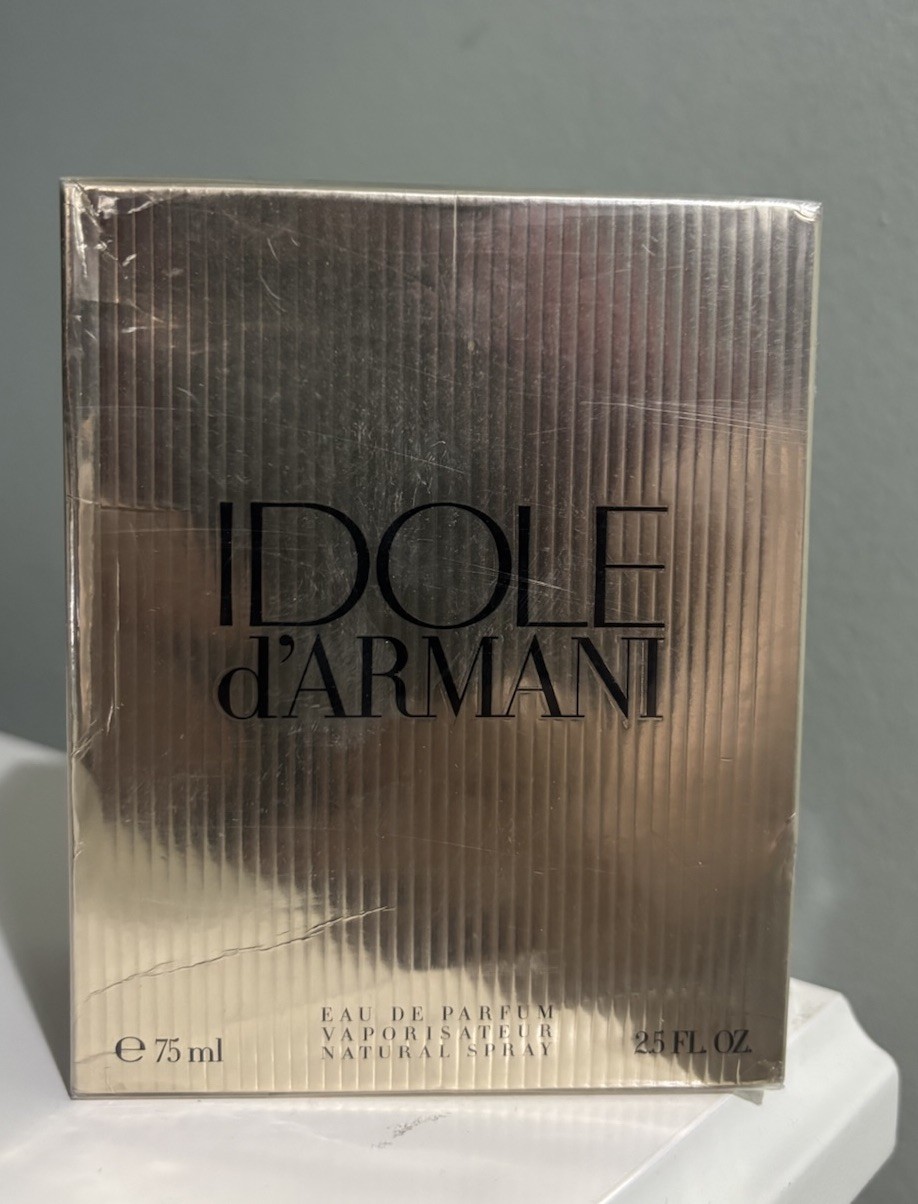 IDOLE
d'ARMANI
EAU DE PARFUM
VAPORISATEUR
NATURAL SPRAY
℮ 75 ml
2.5 FL. OZ.